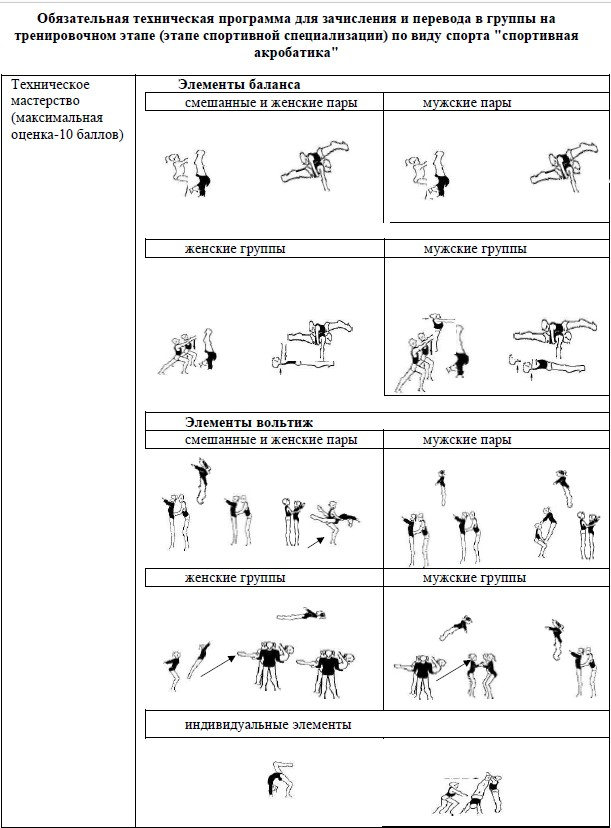 Обязательная техническая программа для зачисления и перевода в группы на
тренировочном этапе (этапе спортивной специализации) по виду спорта "спортивная
акробатика"
Техническое
мастерство
(максимальная
оценка-10 баллов)
Элементы баланса
смешанные и женские пары
мужские пары
женские группы
мужские группы
Элементы вольтиж
смешанные и женские пары
мужские пары
женские группы
мужские группы
индивидуальные элементы